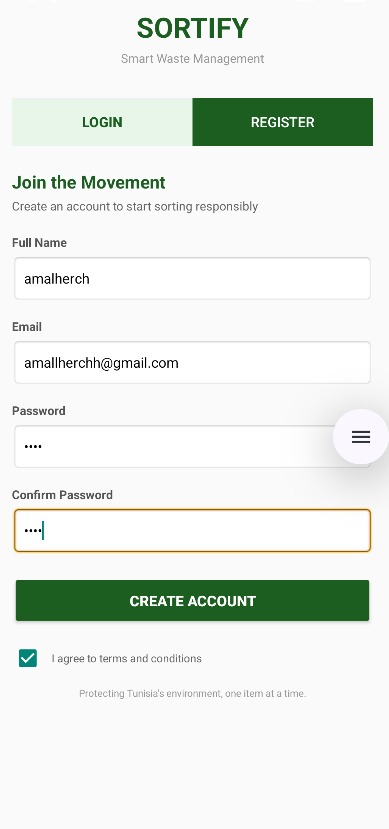 SORTIFY
Smart Waste Management
LOGIN
REGISTER
Join the Movement
Create an account to start sorting responsibly
Full Name
amalherch
Email
amallherchh@gmail.com
Password
••••
Confirm Password
••••
CREATE ACCOUNT
I agree to terms and conditions
Protecting Tunisia's environment, one item at a time.